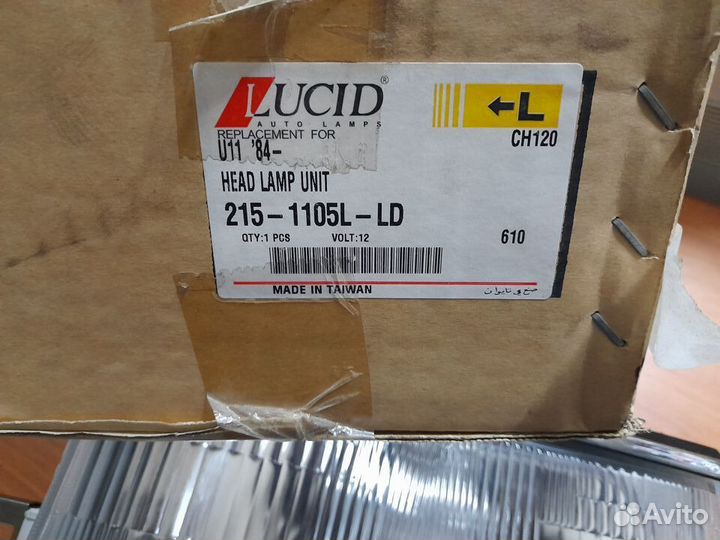 LUCID®
AUTO LAMPS
REPLACEMENT FOR
U11 '84-
HEAD LAMP UNIT
215-1105L-LD
QTY:1 PCS VOLT:12
MADE IN TAIWAN
←L
CH120
610
صنع في تايوان
Avito